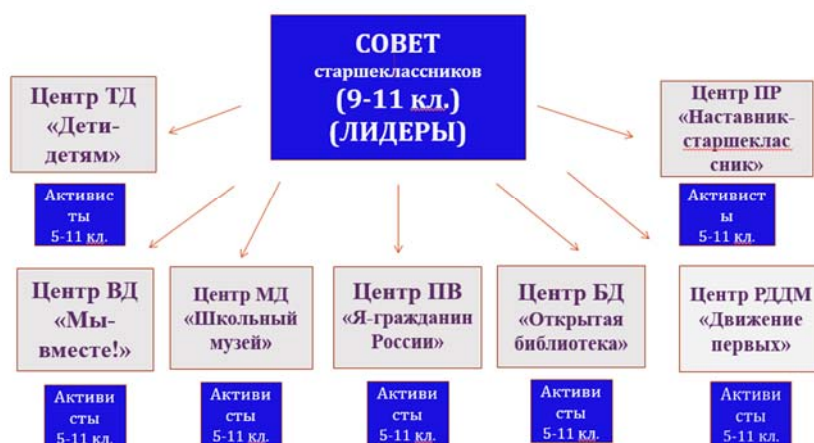 СОВЕТ
старшеклассников
(9-11 кл.)
(ЛИДЕРЫ)
Центр ТД
«Дети-
детям»
Активис
ты
5-11 кл.
Центр ПР
«Наставник-
старшеклас
сник»
Активист
ы
5-11 кл.
Центр ВД
«Мы-
вместе!»
Активи
сты
5-11 кл.
Центр МД
«Школьный
музей»
Активи
сты
5-11 кл.
Центр ПВ
«Я-гражданин
России»
Активи
сты
5-11 кл.
Центр БД
«Открытая
библиотека»
Активи
сты
5-11 кл.
Центр РДДМ
«Движение
первых»
Активи
сты
5-11 кл.